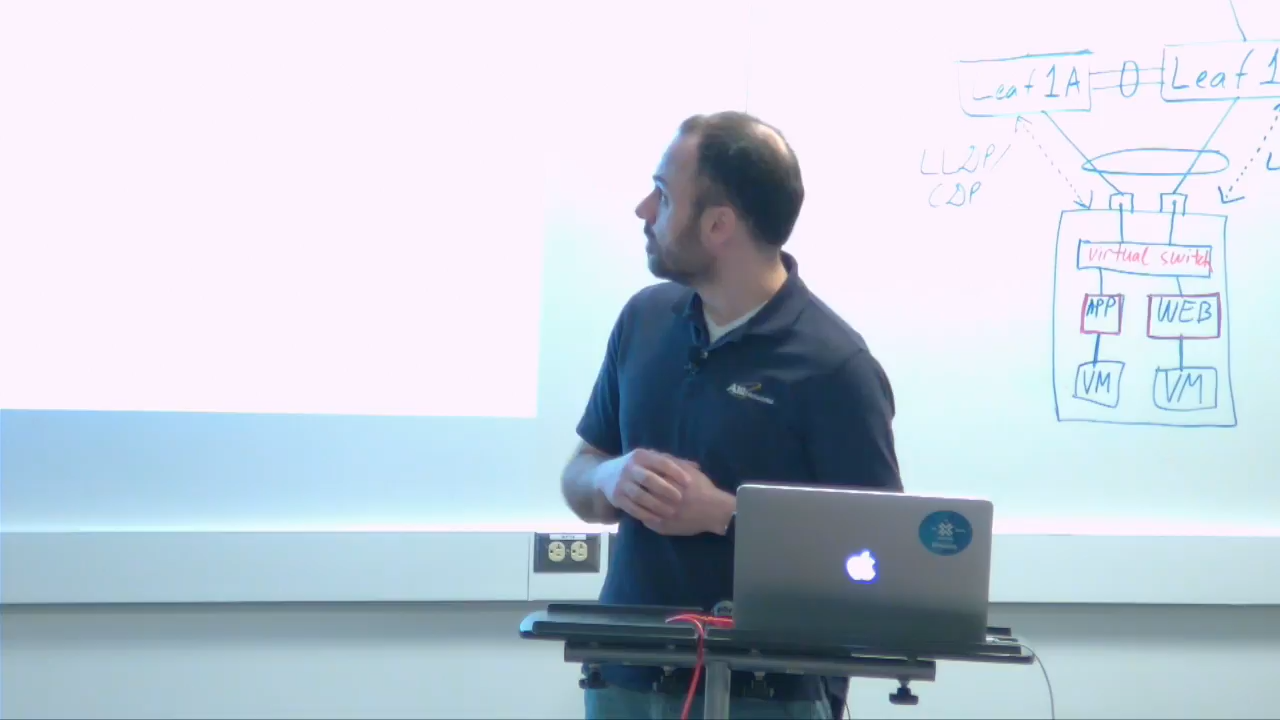 Leaf 1A
Leaf 1
LLDP/
CDP
L
virtual switch
APP
WEB
VM
VM